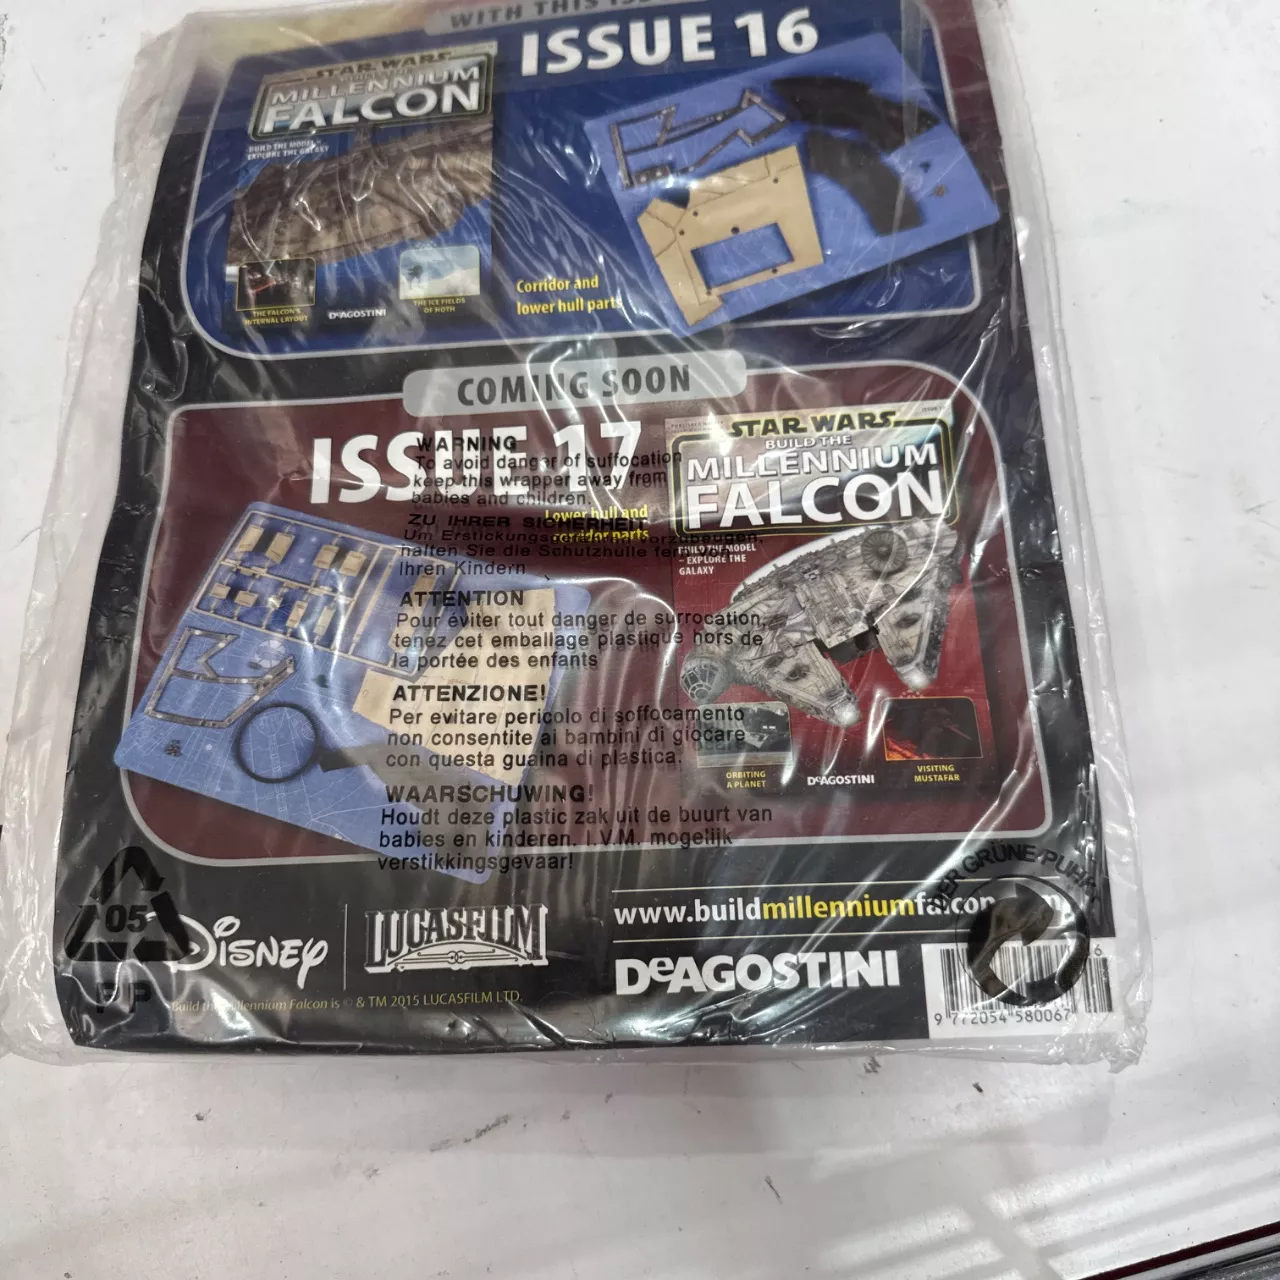 WITH THIS
ISSUE 16
STAR WARS
MILLENNIUM
FALCON
BUILD THE MODEL
EXPLORE THE GALAXY
THE FALCON'S
INTERNAL LAYOUT
DeAGOSTINI
THE ICE FIELDS
OF HOTH
Corridor and
lower hull parts
COMING SOON
ISSUE 17
Lower hull and
corridor parts
STAR WARS
BUILD THE
MILLENNIUM
FALCON
BUILD THE MODEL
– EXPLORE THE
GALAXY
ORBITING
A PLANET
DeAGOSTINI
VISITING
MUSTAFAR
WARNING
To avoid danger of suffocation
keep this wrapper away from
babies and children.
ZU IHRER SICHERHEIT
Um vorzubeugen,
halten Sie die Schutzhulle
Ihren Kindern
ATTENTION
Pour éviter tout danger de surrocation,
tenez cet emballage plastique hors de
la portée des enfants
ATTENZIONE!
Per evitare pericolo di soffocamento
non consentite ai bambini di giocare
con questa guaina di plastica.
WAARSCHUWING!
Houdt deze plastic zak uit de buurt van
babies en kinderen. I.V.M. mogelijk
verstikkingsgevaar!
05
PP
DISNEY
LUCASFILM
Build the Millennium Falcon is © & TM 2015 LUCASFILM LTD.
www.buildmillenniumfalcon
DeAGOSTINI
DER GRÜNE PUNKT
9 772054 580067